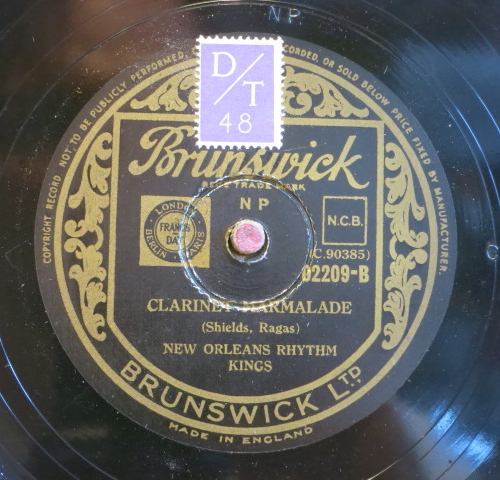 NP
COPYRIGHT RECORD NOT TO BE PUBLICLY PERFORMED, CORDED, OR SOLD BELOW PRICE FIXED BY MANUFACTURER.
D/T
48
Brunswick
TRADE MARK
NP
LONDON
FRANCIS
DAY
BERLIN PARIS
N.C.B.
(C.90385)
02209-B
CLARINET MARMALADE
(Shields, Ragas)
NEW ORLEANS RHYTHM
KINGS
BRUNSWICK LTD
MADE IN ENGLAND